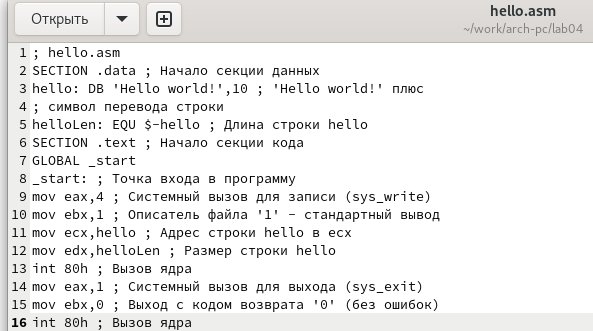 Открыть
hello.asm
~/work/arch-pc/lab04
1 ; hello.asm
2 SECTION .data ; Начало секции данных
3 hello: DB 'Hello world!',10 ; 'Hello world!' плюс
4 ; символ перевода строки
5 helloLen: EQU $-hello ; Длина строки hello
6 SECTION .text ; Начало секции кода
7 GLOBAL _start
8 _start: ; Точка входа в программу
9 mov eax,4 ; Системный вызов для записи (sys_write)
10 mov ebx,1 ; Описатель файла '1' - стандартный вывод
11 mov ecx,hello ; Адрес строки hello в ecx
12 mov edx,helloLen ; Размер строки hello
13 int 80h ; Вызов ядра
14 mov eax,1 ; Системный вызов для выхода (sys_exit)
15 mov ebx,0 ; Выход с кодом возврата '0' (без ошибок)
16 int 80h ; Вызов ядра